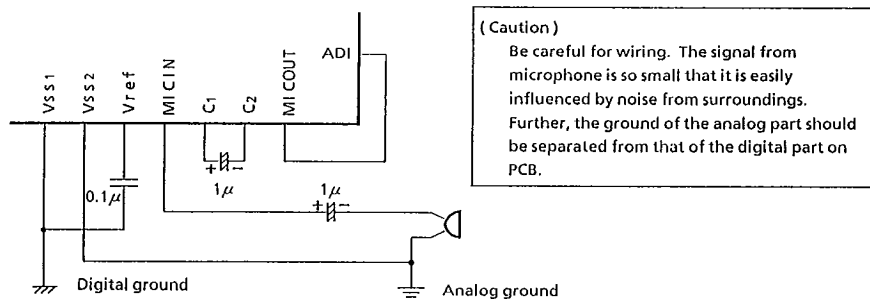 ADI
Vss1
Vss2
Vref
MICIN
C1
C2
MICOUT
+ -
1μ
0.1μ
1μ
+ -
Digital ground
Analog ground
(Caution)
Be careful for wiring. The signal from
microphone is so small that it is easily
influenced by noise from surroundings.
Further, the ground of the analog part should
be separated from that of the digital part on
PCB.